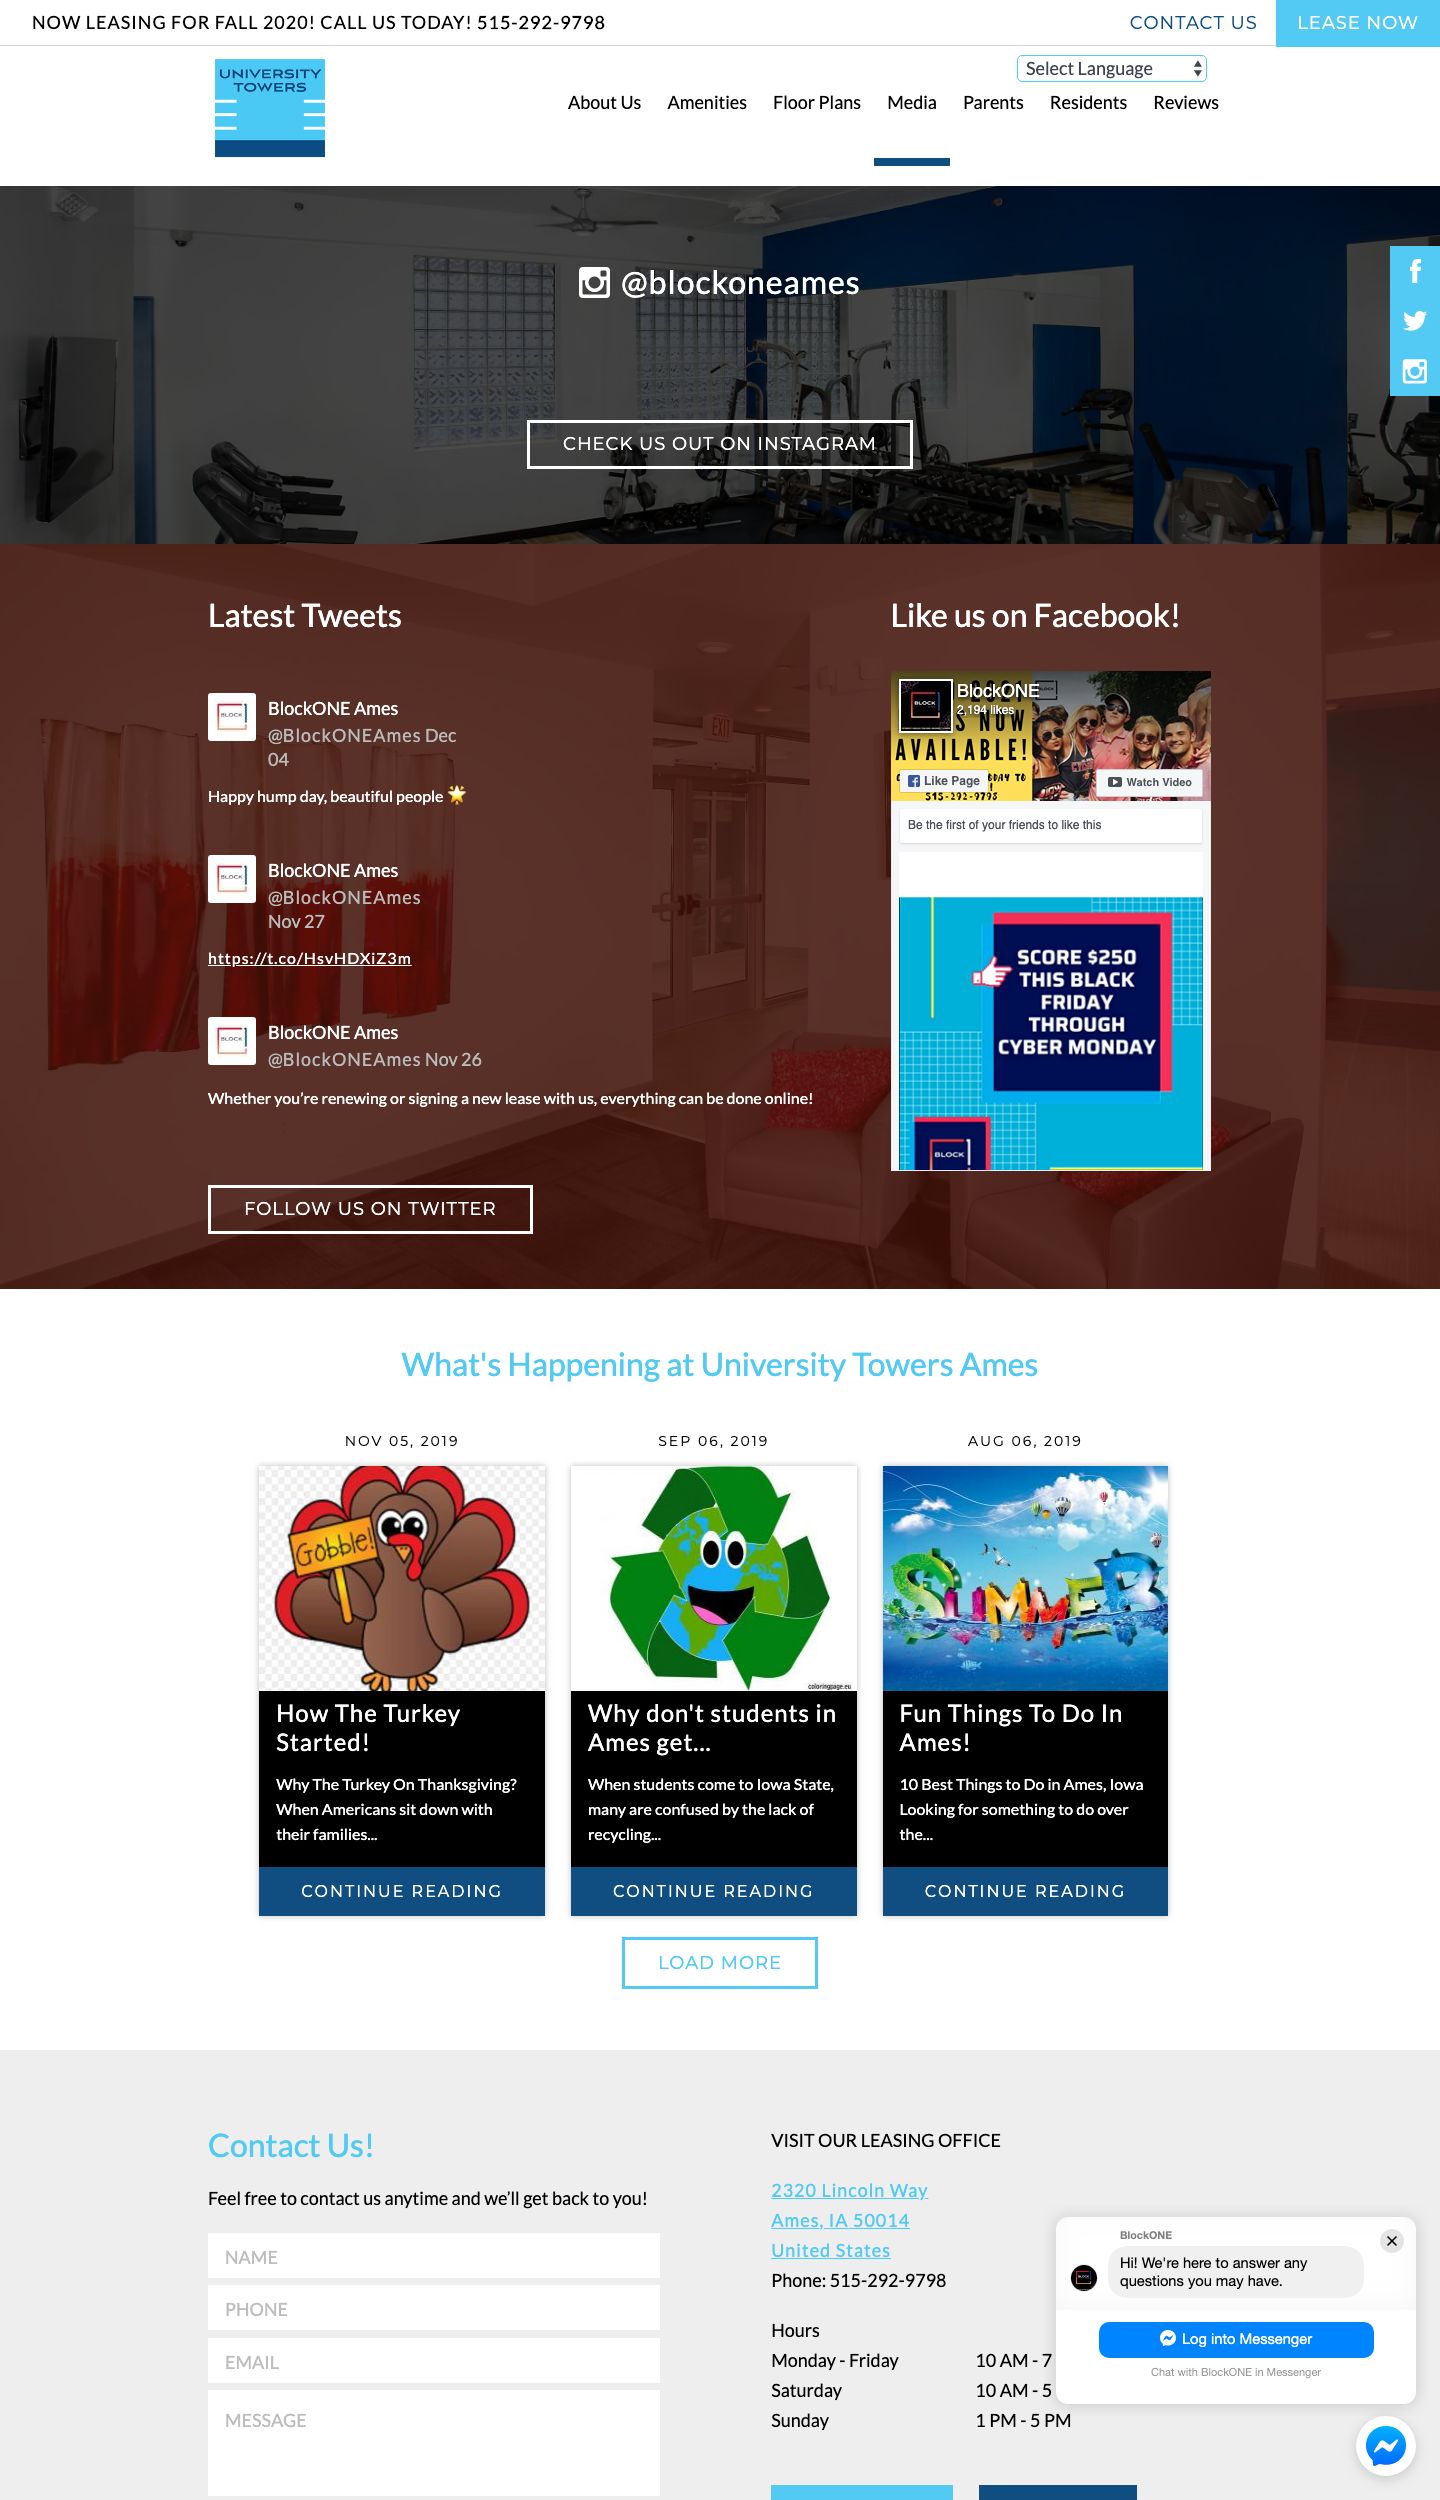 NOW LEASING FOR FALL 2020! CALL US TODAY! 515-292-9798
CONTACT US
LEASE NOW
UNIVERSITY
TOWERS
Select Language
About Us
Amenities
Floor Plans
Media
Parents
Residents
Reviews
@blockoneames
CHECK US OUT ON INSTAGRAM
Latest Tweets
BlockONE Ames
@BlockONEAmes Dec
04
Happy hump day, beautiful people 🌟
BlockONE Ames
@BlockONEAmes
Nov 27
https://t.co/HsvHDXiZ3m
BlockONE Ames
@BlockONEAmes Nov 26
Whether you're renewing or signing a new lease with us, everything can be done online!
FOLLOW US ON TWITTER
Like us on Facebook!
BlockONE
2,194 likes
AVAILABLE!
515-292-9798
Like Page
Watch Video
Be the first of your friends to like this
SCORE $250
THIS BLACK
FRIDAY
THROUGH
CYBER MONDAY
BLOCK
What's Happening at University Towers Ames
NOV 05, 2019
Gobble!
How The Turkey
Started!
Why The Turkey On Thanksgiving?
When Americans sit down with
their families...
CONTINUE READING
SEP 06, 2019
coloringpage.eu
Why don't students in
Ames get...
When students come to Iowa State,
many are confused by the lack of
recycling...
CONTINUE READING
AUG 06, 2019
SUMMER
Fun Things To Do In
Ames!
10 Best Things to Do in Ames, Iowa
Looking for something to do over
the...
CONTINUE READING
LOAD MORE
Contact Us!
Feel free to contact us anytime and we'll get back to you!
NAME
PHONE
EMAIL
MESSAGE
VISIT OUR LEASING OFFICE
2320 Lincoln Way
Ames, IA 50014
United States
Phone: 515-292-9798
Hours
Monday - Friday 10 AM - 7
Saturday 10 AM - 5
Sunday 1 PM - 5 PM
BlockONE
Hi! We're here to answer any
questions you may have.
Log into Messenger
Chat with BlockONE in Messenger